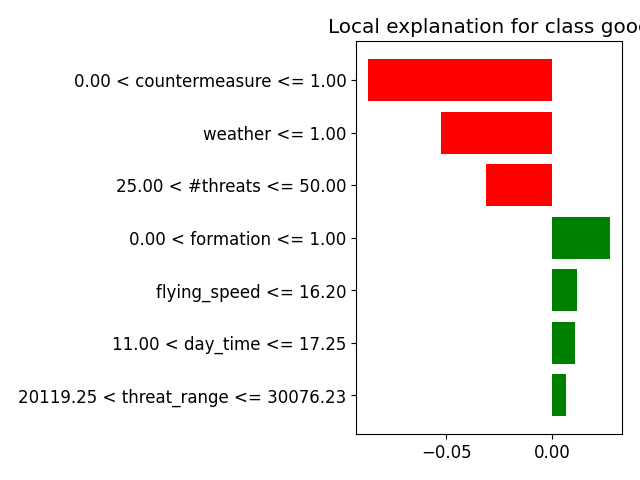 Local explanation for class goo
0.00 < countermeasure <= 1.00
weather <= 1.00
25.00 < #threats <= 50.00
0.00 < formation <= 1.00
flying_speed <= 16.20
11.00 < day_time <= 17.25
20119.25 < threat_range <= 30076.23
−0.05 0.00